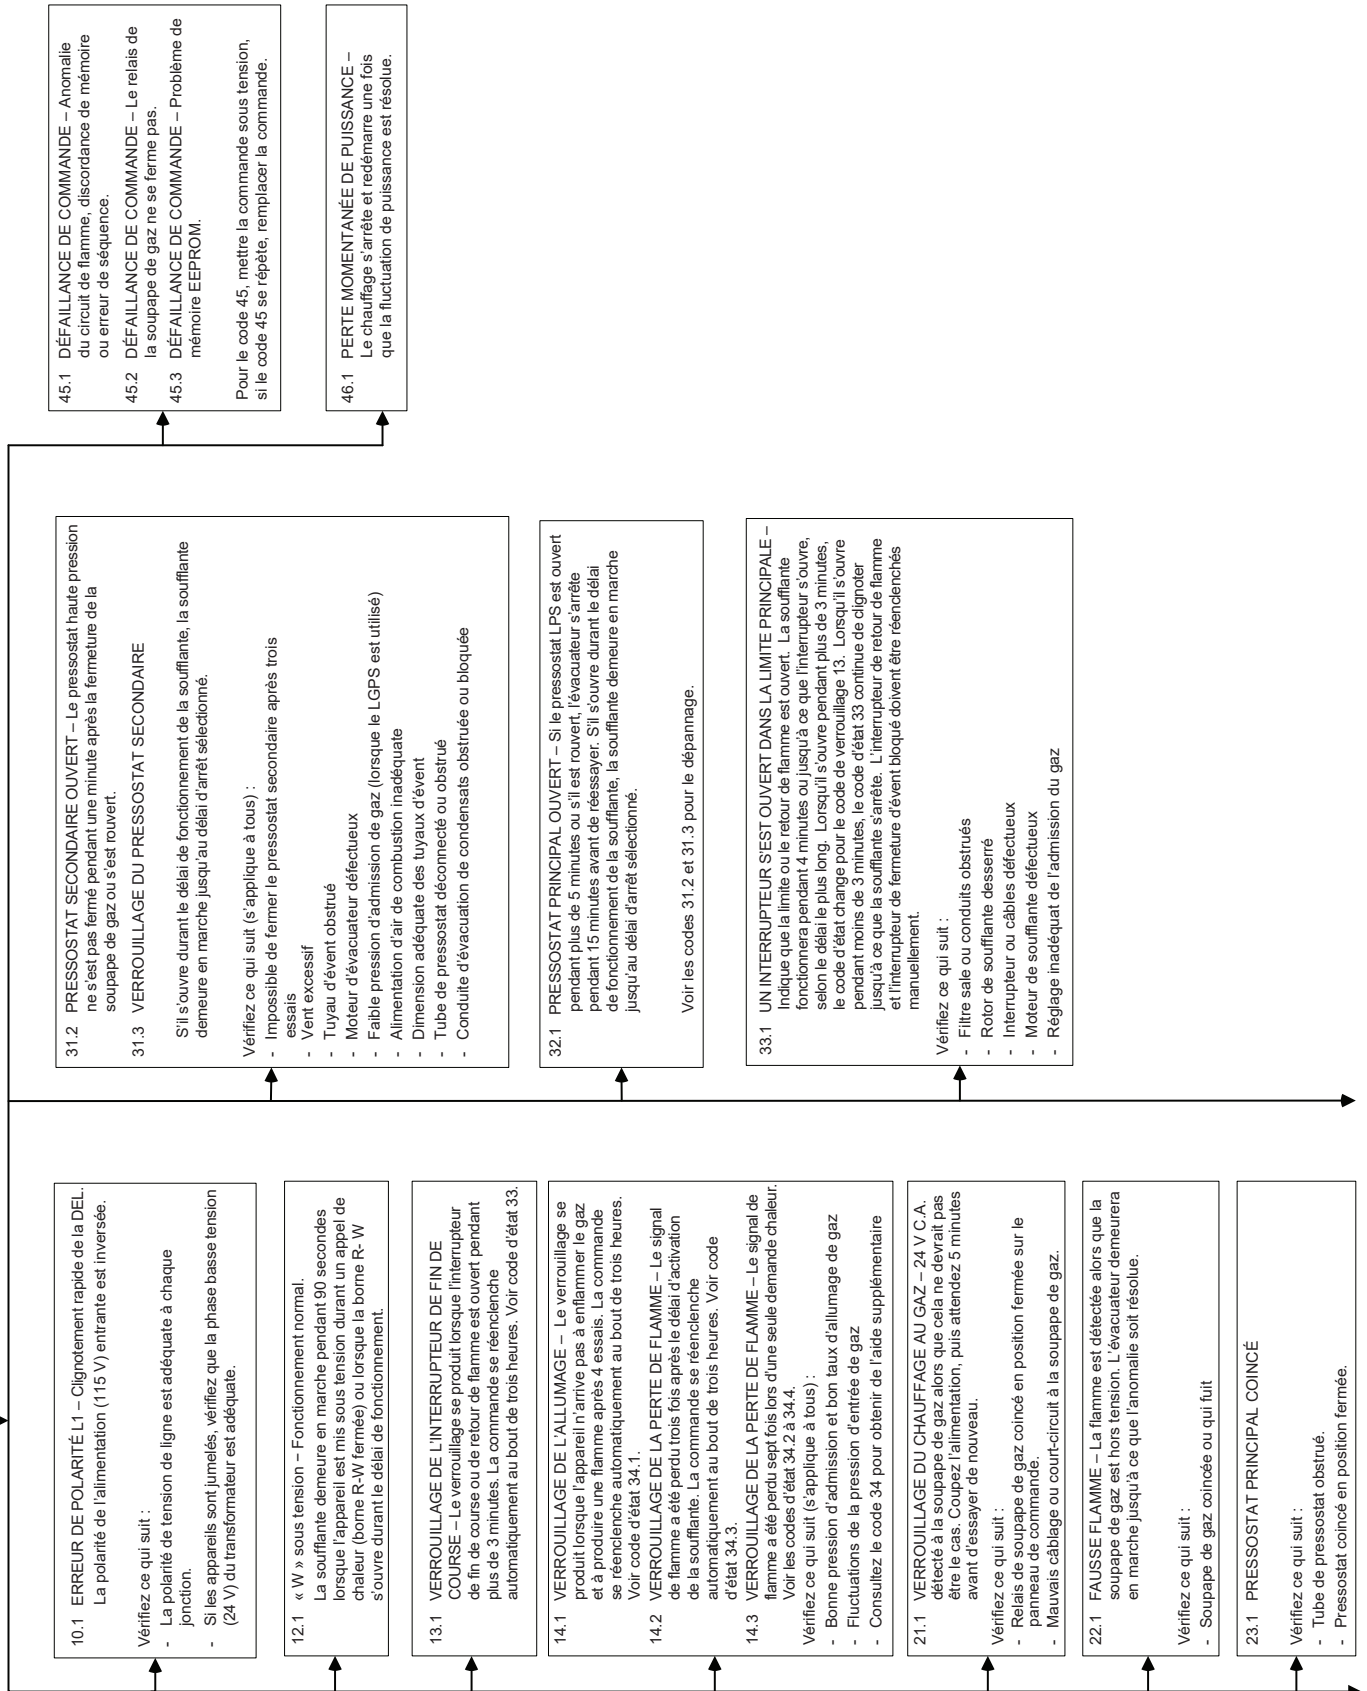 10.1 ERREUR DE POLARITÉ L1 – Clignotement rapide de la DEL.
La polarité de l'alimentation (115 V) entrante est inversée.
Vérifiez ce qui suit :
- La polarité de tension de ligne est adéquate à chaque
jonction.
- Si les appareils sont jumelés, vérifiez que la phase basse tension
(24 V) du transformateur est adéquate.
12.1 « W » sous tension – Fonctionnement normal.
La soufflante demeure en marche pendant 90 secondes
lorsque l'appareil est mis sous tension durant un appel de
chaleur (borne R-W fermée) ou lorsque la borne R- W
s'ouvre durant le délai de fonctionnement.
13.1 VERROUILLAGE DE L'INTERRUPTEUR DE FIN DE
COURSE – Le verrouillage se produit lorsque l'interrupteur
de fin de course ou de retour de flamme est ouvert pendant
plus de 3 minutes. La commande se réenclenche
automatiquement au bout de trois heures. Voir code d'état 33.
14.1 VERROUILLAGE DE L'ALLUMAGE – Le verrouillage se
produit lorsque l'appareil n'arrive pas à enflammer le gaz
et à produire une flamme après 4 essais. La commande
se réenclenche automatiquement au bout de trois heures.
Voir code d'état 34.1.
14.2 VERROUILLAGE DE LA PERTE DE FLAMME – Le signal
de flamme a été perdu trois fois après le délai d'activation
de la soufflante. La commande se réenclenche
automatiquement au bout de trois heures. Voir code
d'état 34.3.
14.3 VERROUILLAGE DE LA PERTE DE FLAMME – Le signal de
flamme a été perdu sept fois lors d'une seule demande chaleur.
Voir les codes d'état 34.2 à 34.4.
Vérifiez ce qui suit (s'applique à tous) :
- Bonne pression d'admission et bon taux d'allumage de gaz
- Fluctuations de la pression d'entrée de gaz
- Consultez le code 34 pour obtenir de l'aide supplémentaire
21.1 VERROUILLAGE DU CHAUFFAGE AU GAZ – 24 V C.A.
détecté à la soupape de gaz alors que cela ne devrait pas
être le cas. Coupez l'alimentation, puis attendez 5 minutes
avant d'essayer de nouveau.
Vérifiez ce qui suit :
- Relais de soupape de gaz coincé en position fermée sur le
panneau de commande.
- Mauvais câblage ou court-circuit à la soupape de gaz.
22.1 FAUSSE FLAMME – La flamme est détectée alors que la
soupape de gaz est hors tension. L'évacuateur demeurera
en marche jusqu'à ce que l'anomalie soit résolue.
Vérifiez ce qui suit :
- Soupape de gaz coincée ou qui fuit
23.1 PRESSOSTAT PRINCIPAL COINCÉ
Vérifiez ce qui suit :
- Tube de pressostat obstrué.
- Pressostat coincé en position fermée.
31.2 PRESSOSTAT SECONDAIRE OUVERT – Le pressostat haute pression
ne s'est pas fermé pendant une minute après la fermeture de la
soupape de gaz ou s'est rouvert.
31.3 VERROUILLAGE DU PRESSOSTAT SECONDAIRE
S'il s'ouvre durant le délai de fonctionnement de la soufflante, la soufflante
demeure en marche jusqu'au délai d'arrêt sélectionné.
Vérifiez ce qui suit (s'applique à tous) :
- Impossible de fermer le pressostat secondaire après trois
essais
- Vent excessif
- Tuyau d'évent obstrué
- Moteur d'évacuateur défectueux
- Faible pression d'admission de gaz (lorsque le LGPS est utilisé)
- Alimentation d'air de combustion inadéquate
- Dimension adéquate des tuyaux d'évent
- Tube de pressostat déconnecté ou obstrué
- Conduite d'évacuation de condensats obstruée ou bloquée
32.1 PRESSOSTAT PRINCIPAL OUVERT – Si le pressostat LPS est ouvert
pendant plus de 5 minutes ou s'il est rouvert, l'évacuateur s'arrête
pendant 15 minutes avant de réessayer. S'il s'ouvre durant le délai
de fonctionnement de la soufflante, la soufflante demeure en marche
jusqu'au délai d'arrêt sélectionné.
Voir les codes 31.2 et 31.3 pour le dépannage.
33.1 UN INTERRUPTEUR S'EST OUVERT DANS LA LIMITE PRINCIPALE –
Indique que la limite ou le retour de flamme est ouvert. La soufflante
fonctionnera pendant 4 minutes ou jusqu'à ce que l'interrupteur s'ouvre,
selon le délai le plus long. Lorsqu'il s'ouvre pendant plus de 3 minutes,
le code d'état change pour le code de verrouillage 13. Lorsqu'il s'ouvre
pendant moins de 3 minutes, le code d'état 33 continue de clignoter
jusqu'à ce que la soufflante s'arrête. L'interrupteur de retour de flamme
et l'interrupteur de fermeture d'évent bloqué doivent être réenclenchés
manuellement.
Vérifiez ce qui suit :
- Filtre sale ou conduits obstrués
- Rotor de soufflante desserré
- Interrupteur ou câbles défectueux
- Moteur de soufflante défectueux
- Réglage inadéquat de l'admission du gaz
45.1 DÉFAILLANCE DE COMMANDE – Anomalie
du circuit de flamme, discordance de mémoire
ou erreur de séquence.
45.2 DÉFAILLANCE DE COMMANDE – Le relais de
la soupape de gaz ne se ferme pas.
45.3 DÉFAILLANCE DE COMMANDE – Problème de
mémoire EEPROM.
Pour le code 45, mettre la commande sous tension,
si le code 45 se répète, remplacer la commande.
46.1 PERTE MOMENTANÉE DE PUISSANCE –
Le chauffage s'arrête et redémarre une fois
que la fluctuation de puissance est résolue.